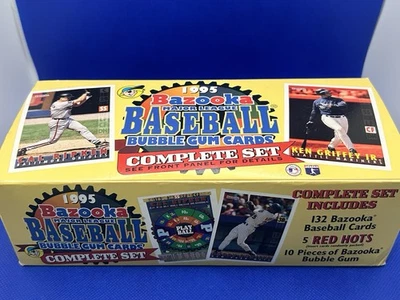 1995
Bazooka
MAJOR LEAGUE
BASEBALL
BUBBLE GUM CARDS
COMPLETE SET
SEE FRONT PANEL FOR DETAILS
KEN GRIFFEY, JR.
1995
Bazooka
MAJOR LEAGUE
BASEBALL
BUBBLE GUM CARDS
COMPLETE SET
PLAY
BALL
COMPLETE SET
INCLUDES
132 Bazooka
Baseball Cards
5 RED HOTS
10 Pieces of Bazooka
Bubble Gum